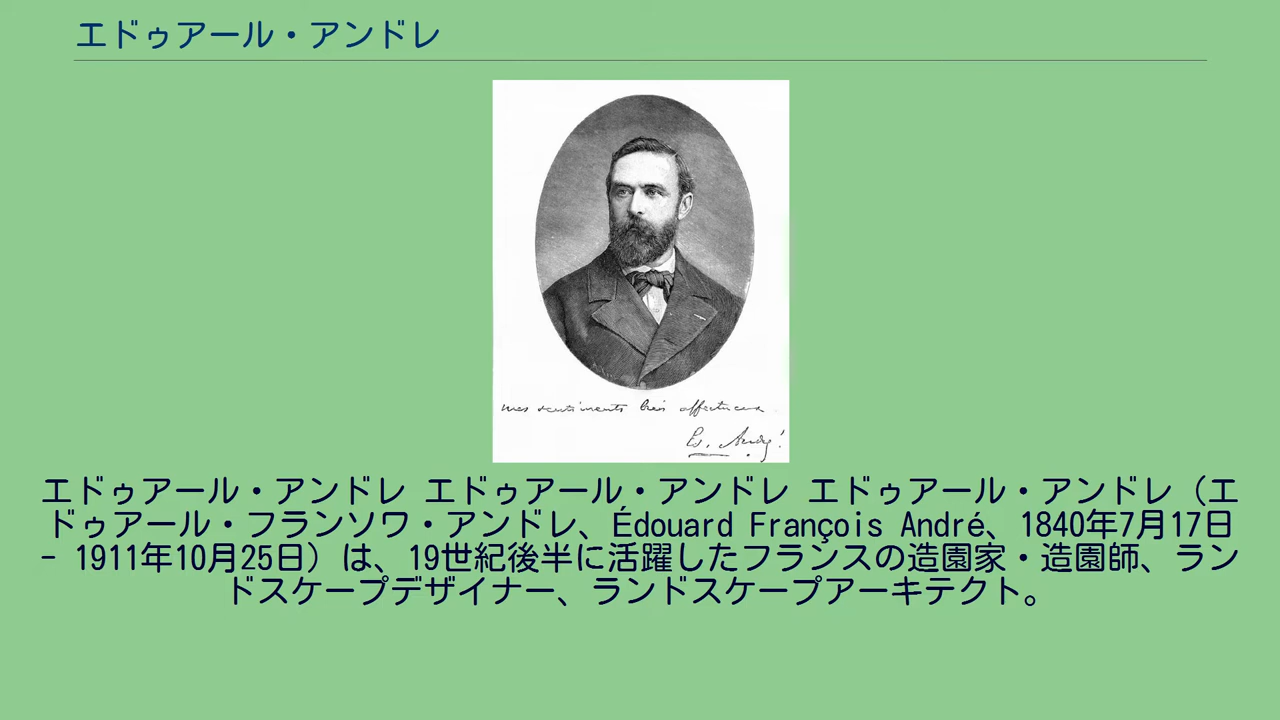 エドゥアール・アンドレ
mes sentiments très affectueux
Ed. André
エドゥアール・アンドレ エドゥアール・アンドレ エドゥアール・アンドレ（エ
ドゥアール・フランソワ・アンドレ、Édouard François André、1840年7月17日
- 1911年10月25日）は、19世紀後半に活躍したフランスの造園家・造園師、ラン
ドスケープデザイナー、ランドスケープアーキテクト。